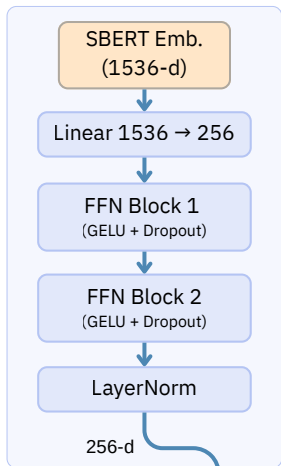 SBERT Emb.
(1536-d)
Linear 1536 → 256
FFN Block 1
(GELU + Dropout)
FFN Block 2
(GELU + Dropout)
LayerNorm
256-d